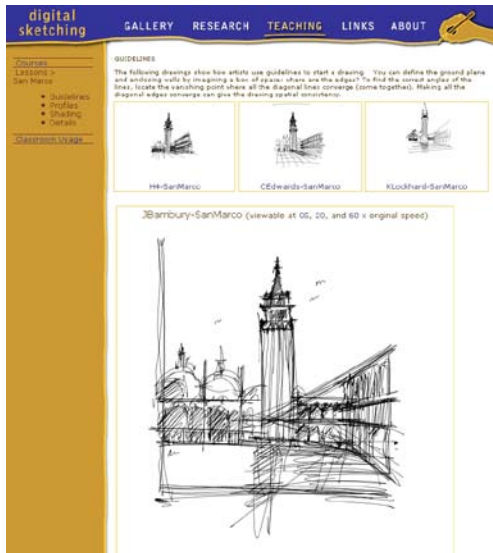 digital
sketching
GALLERY RESEARCH TEACHING LINKS ABOUT
Courses
Lessons >
San Marco
Guidelines
Profiles
Shading
Details
Classroom Usage
GUIDELINES
The following drawings show how artists use guidelines to start a drawing. You can define the ground plane
and enclosing walls by imagining a box of space: where are the edges? To find the correct angles of the
lines, locate the vanishing point where all the diagonal lines converge (come together). Making all the
diagonal edges converge can give the drawing spatial consistency.
H4-SanMarco
CEdwards-SanMarco
KLockhard-SanMarco
JBambury-SanMarco (viewable at 05, 20, and 60 x original speed)